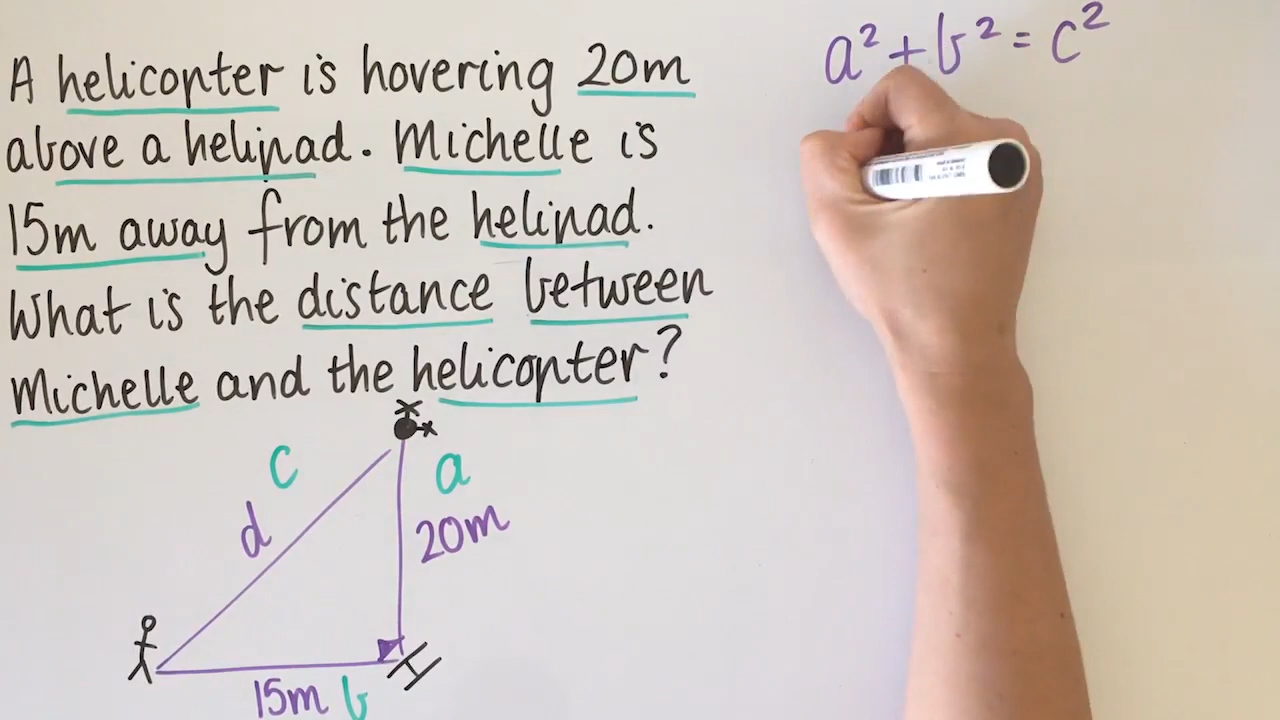 A helicopter is hovering 20m
above a helipad. Michelle is
15m away from the helipad.
What is the distance between
Michelle and the helicopter?
a² + b² = c²
c
a
d
20m
15m b
H